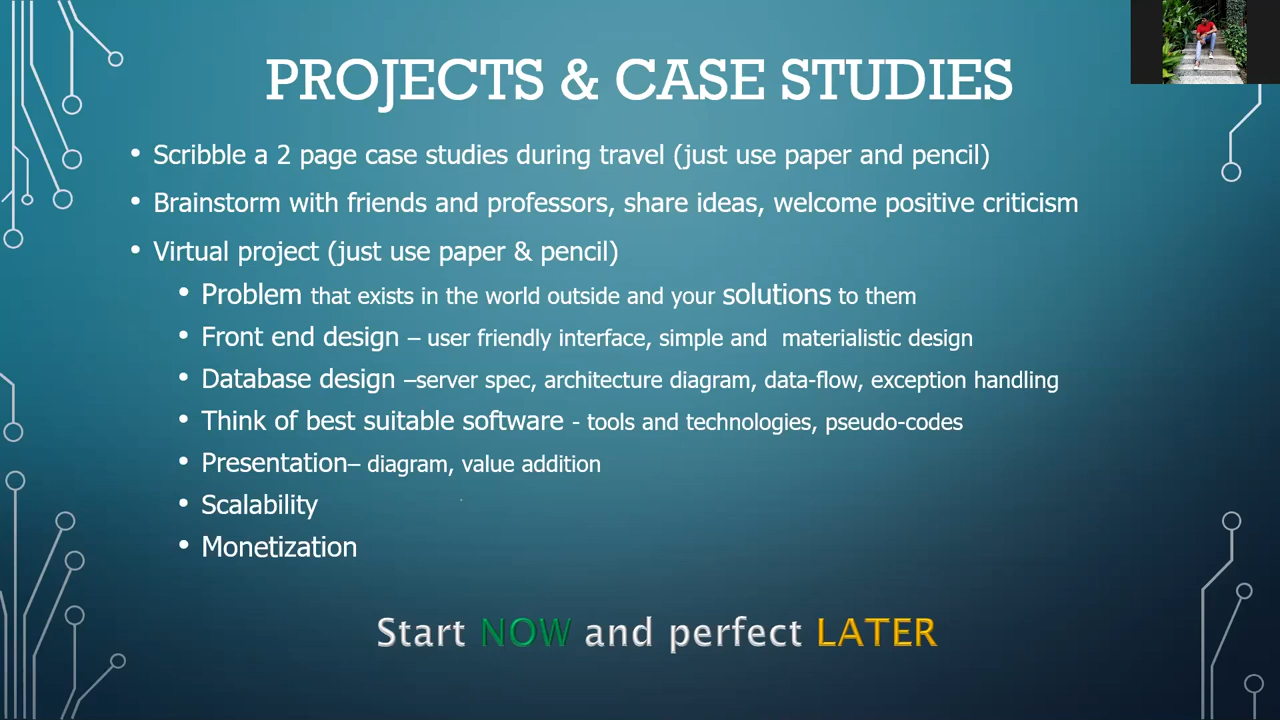 PROJECTS & CASE STUDIES
• Scribble a 2 page case studies during travel (just use paper and pencil)
• Brainstorm with friends and professors, share ideas, welcome positive criticism
• Virtual project (just use paper & pencil)
• Problem that exists in the world outside and your solutions to them
• Front end design – user friendly interface, simple and  materialistic design
• Database design –server spec, architecture diagram, data-flow, exception handling
• Think of best suitable software - tools and technologies, pseudo-codes
• Presentation– diagram, value addition
• Scalability
• Monetization
Start NOW and perfect LATER